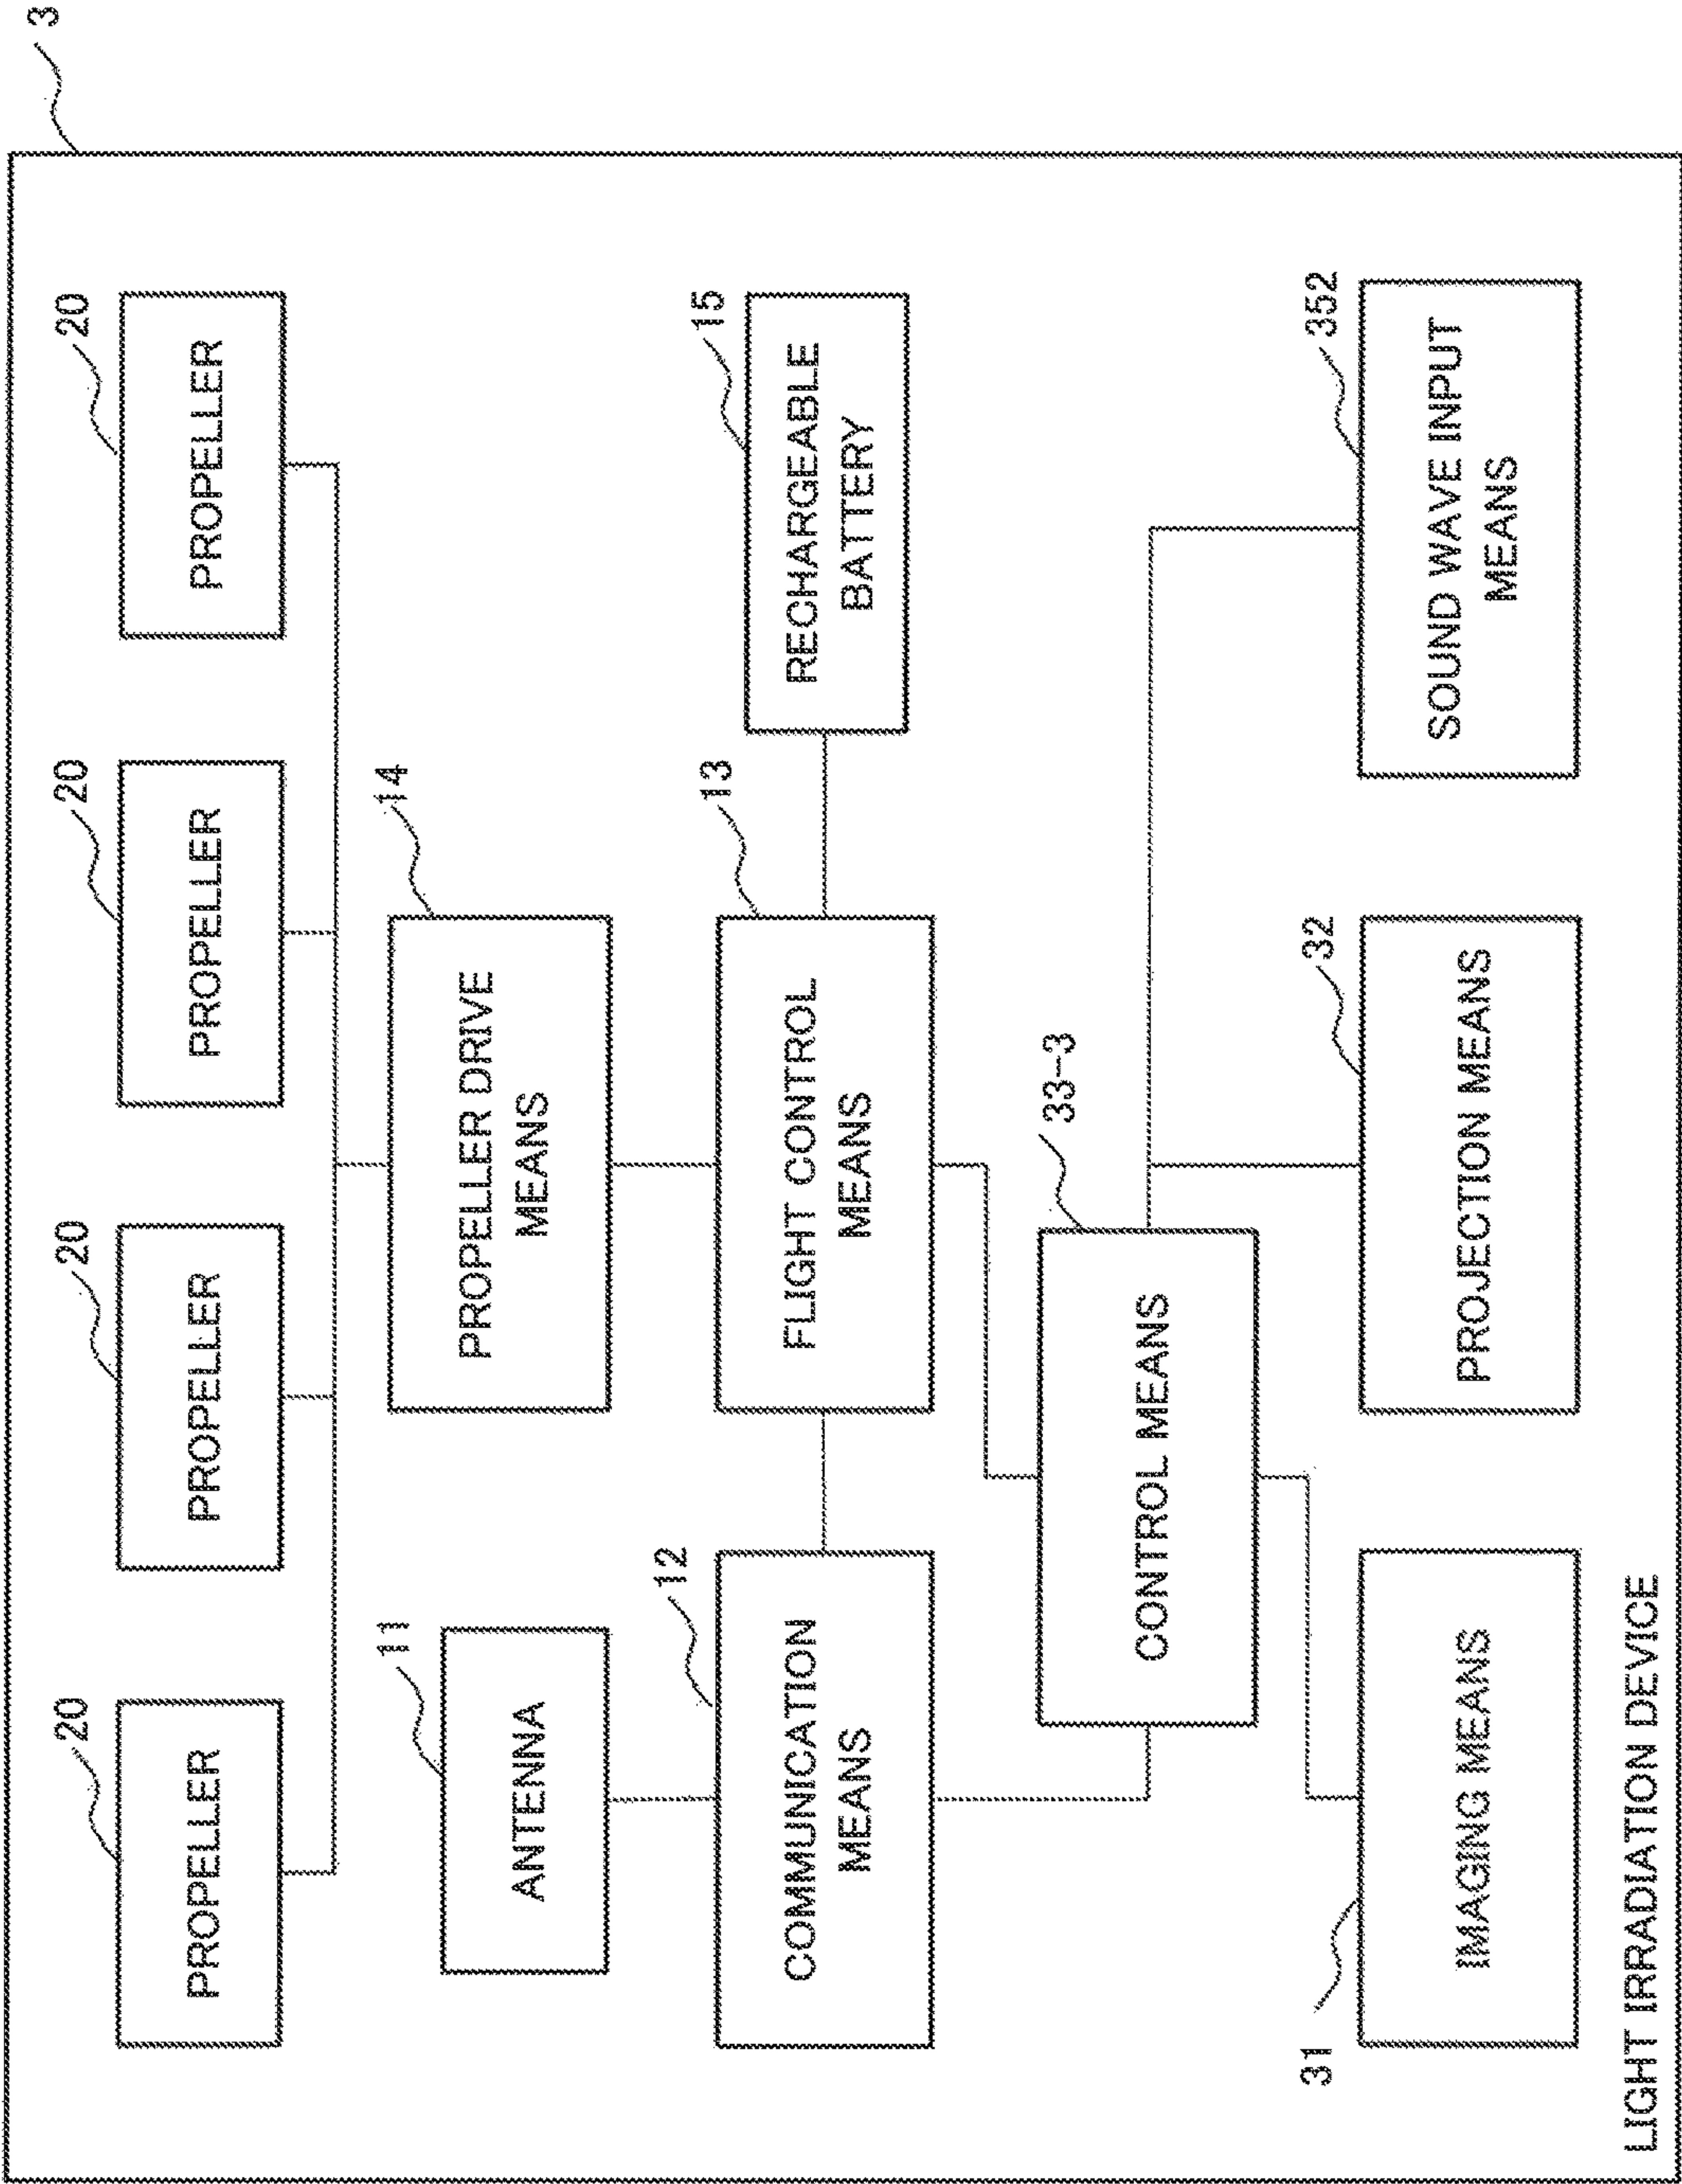 3
20
20
20
20
PROPELLER
PROPELLER
PROPELLER
PROPELLER
11
14
ANTENNA
PROPELLER DRIVE
MEANS
12
13
15
COMMUNICATION
MEANS
FLIGHT CONTROL
MEANS
RECHARGEABLE
BATTERY
33-3
CONTROL MEANS
31
32
352
IMAGING MEANS
PROJECTION MEANS
SOUND WAVE INPUT
MEANS
LIGHT IRRADIATION DEVICE